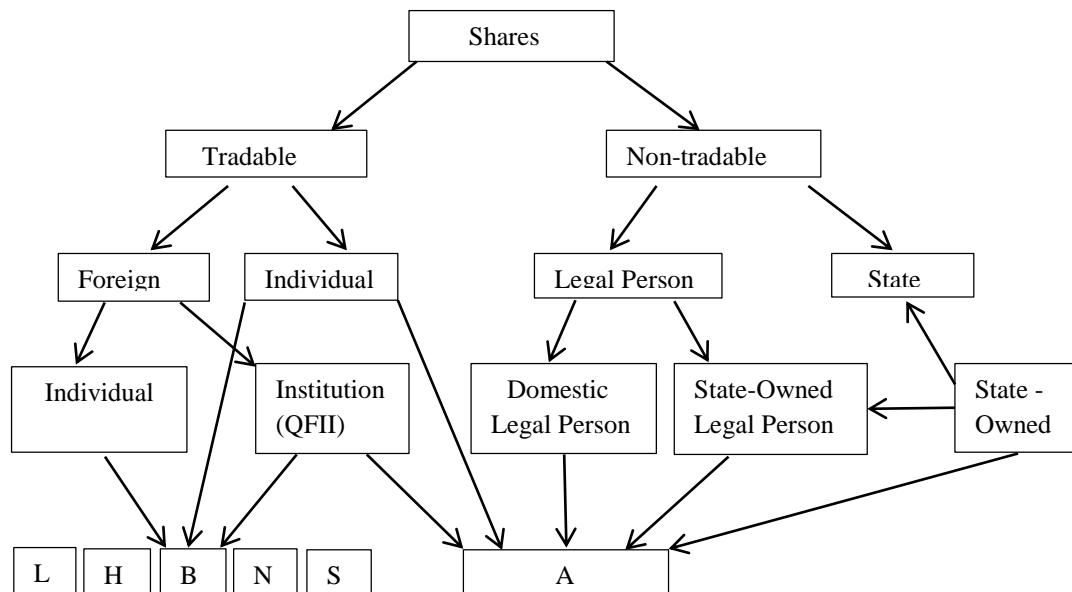 Shares
Tradable
Non-tradable
Foreign
Individual
Legal Person
State
Individual
Institution
(QFII)
Domestic
Legal Person
State-Owned
Legal Person
State -
Owned
L
H
B
N
S
A